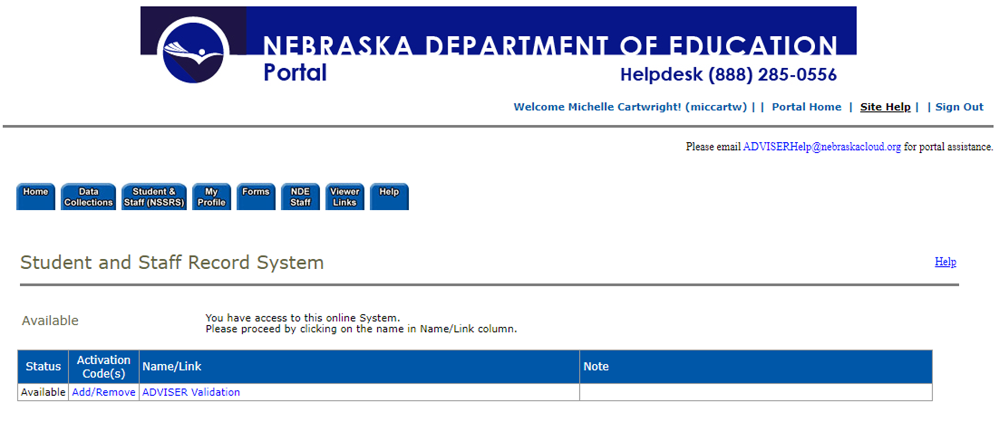 NEBRASKA DEPARTMENT OF EDUCATION
Portal Helpdesk (888) 285-0556
Welcome Michelle Cartwright! (miccartw) | | Portal Home | Site Help | | Sign Out
Please email ADVISERHelp@nebraskacloud.org for portal assistance.
Home Data Collections Student & Staff (NSSRS) My Profile Forms NDE Staff Viewer Links Help
Student and Staff Record System Help
Available You have access to this online System.
Please proceed by clicking on the name in Name/Link column.
Status Activation Code(s) Name/Link Note
Available Add/Remove ADVISER Validation